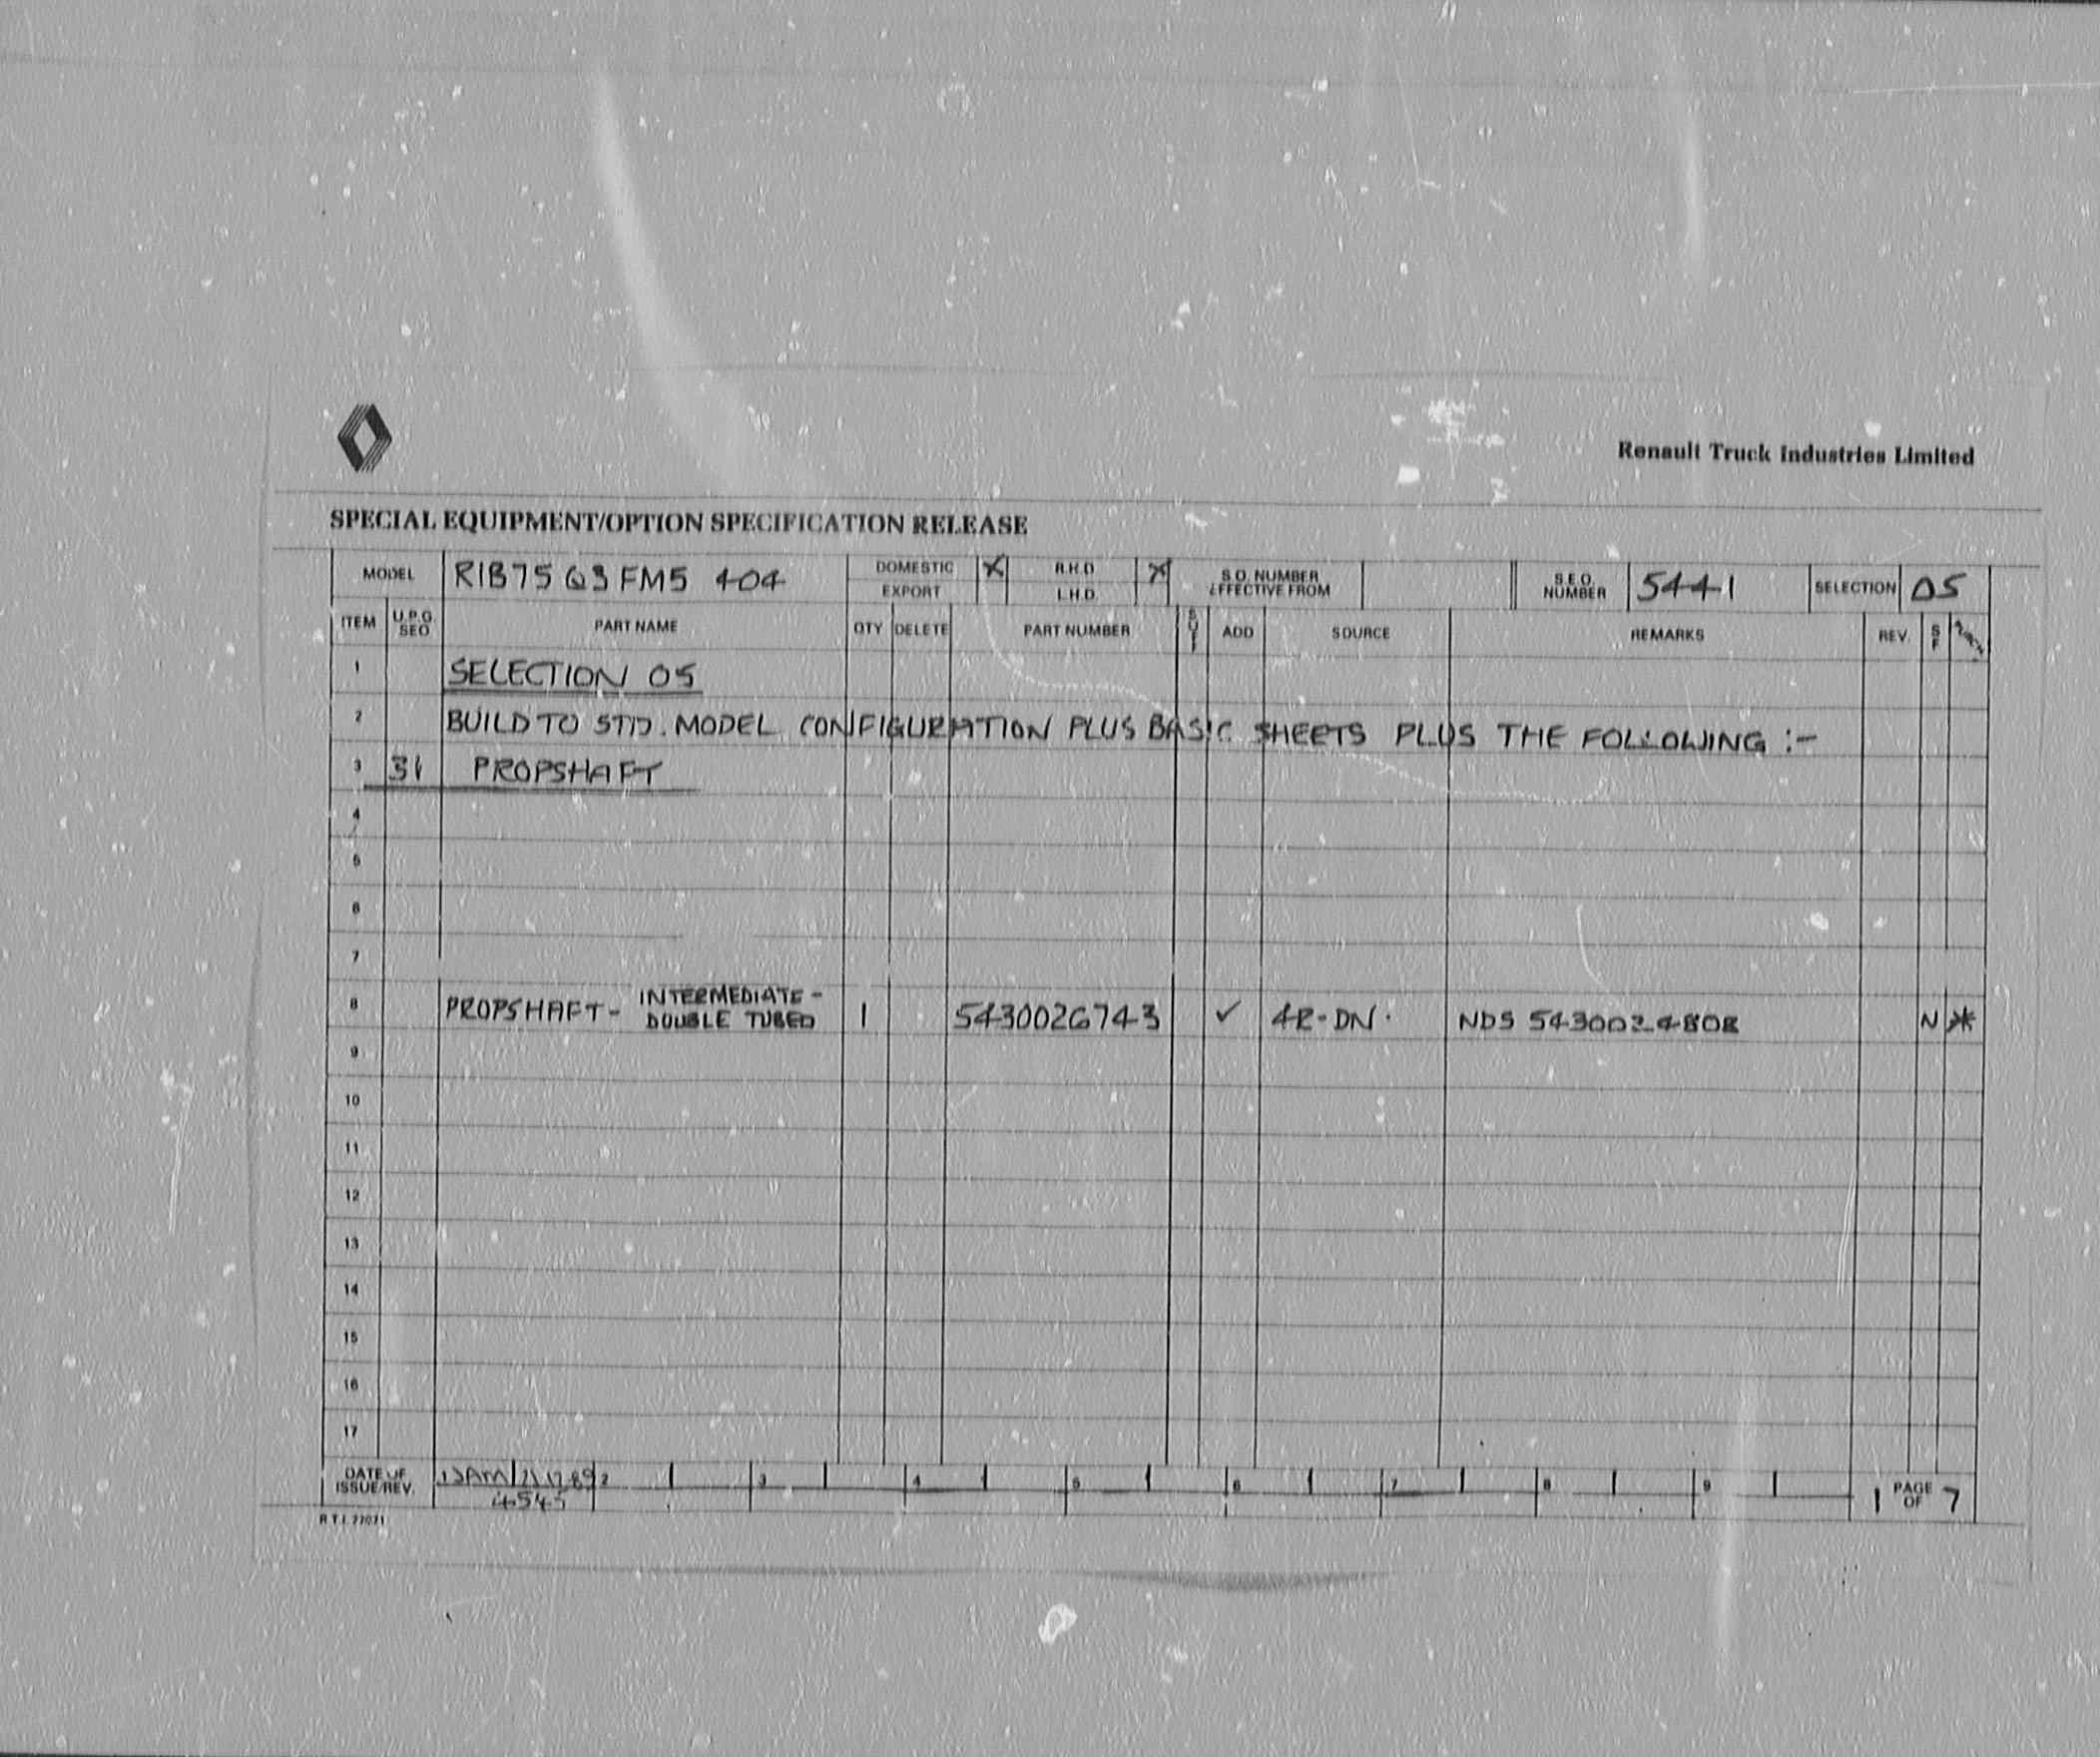 Renault Truck Industries Limited
SPECIAL EQUIPMENT/OPTION SPECIFICATION RELEASE
MODEL RIB75 G3 FM5 404 DOMESTIC X R.H.D. X S.O. NUMBER S.E.O. NUMBER 5441 SELECTION 05
EXPORT L.H.D. EFFECTIVE FROM
ITEM U.P.G. SEO PART NAME QTY DELETE PART NUMBER ADD SOURCE REMARKS REV. S F
1 SELECTION 05
2 BUILD TO STD. MODEL CONFIGURATION PLUS BASIC SHEETS PLUS THE FOLLOWING :-
3 31 PROPSHAFT
4
5
6
7
8 PROPSHAFT - INTERMEDIATE - 1 5430026743 ✓ 4R-DN. NDS 5430024808 N *
DOUBLE TUBED
9
10
11
12
13
14
15
16
17
DATE OF 2 3 4 5 6 7 8 9 1 PAGE OF 7
ISSUE/REV. 4545
R.T.I. 77071